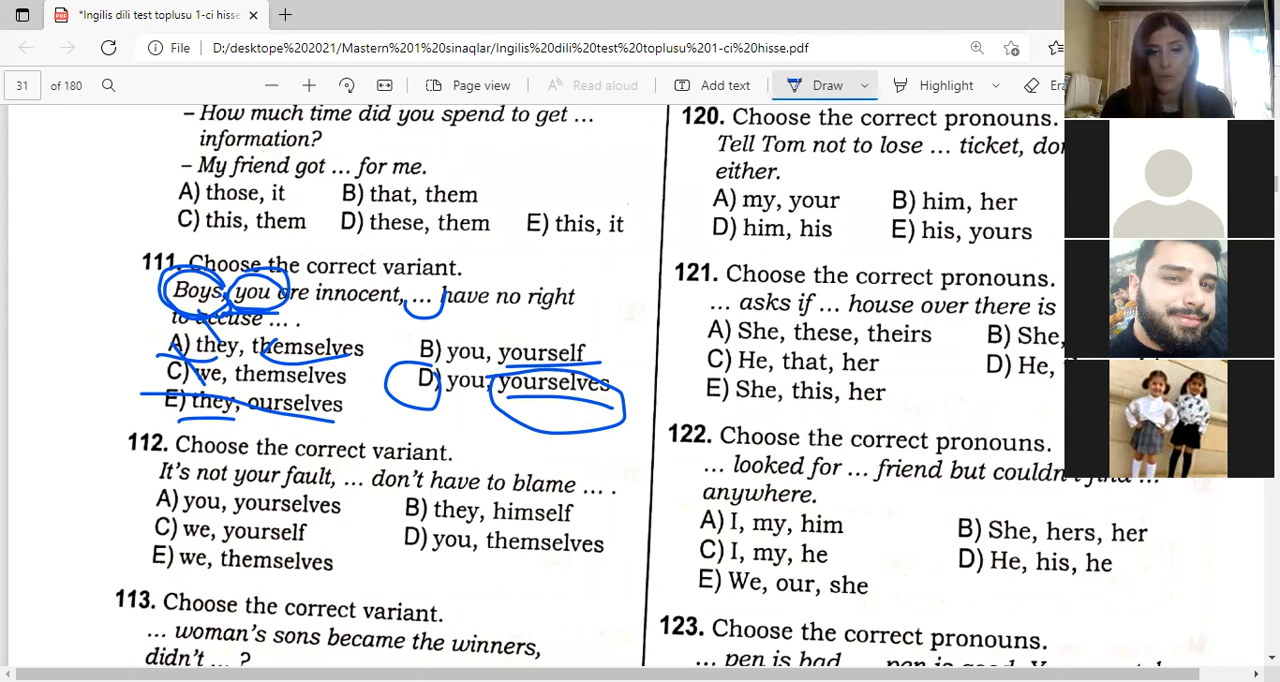 *Ingilis dili test toplusu 1-ci hisse
File
D:/desktope%202021/Mastern%201%20sinaqlar/Ingilis%20dili%20test%20toplusu%201-ci%20hisse.pdf
31
of 180
Page view
Read aloud
Add text
Draw
Highlight
– How much time did you spend to get ...
information?
– My friend got ... for me.
A) those, it B) that, them
C) this, them D) these, them E) this, it
111. Choose the correct variant.
Boys, you are innocent, ... have no right
to accuse ... .
A) they, themselves B) you, yourself
C) we, themselves D) you, yourselves
E) they, ourselves
112. Choose the correct variant.
It's not your fault, ... don't have to blame ... .
A) you, yourselves B) they, himself
C) we, yourself D) you, themselves
E) we, themselves
113. Choose the correct variant.
... woman's sons became the winners,
didn't ... ?
120. Choose the correct pronouns.
Tell Tom not to lose ... ticket,
either.
A) my, your B) him, her
D) him, his E) his, yours
121. Choose the correct pronouns.
... asks if ... house over there is
A) She, these, theirs B) She,
C) He, that, her D) He,
E) She, this, her
122. Choose the correct pronouns.
... looked for ... friend but couldn't find ...
anywhere.
A) I, my, him B) She, hers, her
C) I, my, he D) He, his, he
E) We, our, she
123. Choose the correct pronouns.
... pen is bad, ... pen is good.